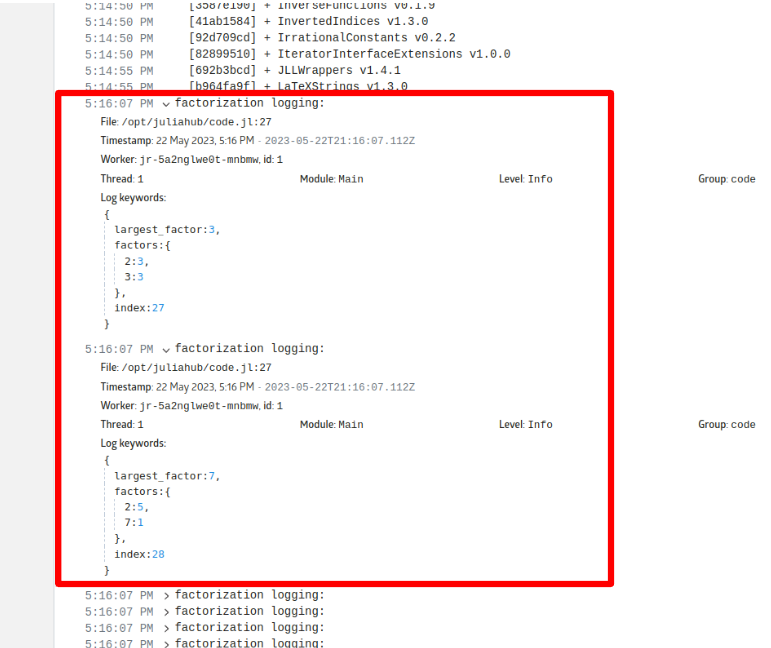 5:14:50 PM [3587e190] + InverseFunctions v0.1.9
5:14:50 PM [41ab1584] + InvertedIndices v1.3.0
5:14:50 PM [92d709cd] + IrrationalConstants v0.2.2
5:14:50 PM [82899510] + IteratorInterfaceExtensions v1.0.0
5:14:55 PM [692b3bcd] + JLLWrappers v1.4.1
5:14:55 PM [b964fa9f] + LaTeXStrings v1.3.0
5:16:07 PM factorization logging:
File: /opt/juliahub/code.jl:27
Timestamp: 22 May 2023, 5:16 PM - 2023-05-22T21:16:07.112Z
Worker: jr-5a2nglwe0t-mnbmw, id: 1
Thread: 1 Module: Main Level: Info Group: code
Log keywords:
{
largest_factor:3,
factors:{
2:3,
3:3
},
index:27
}
5:16:07 PM factorization logging:
File: /opt/juliahub/code.jl:27
Timestamp: 22 May 2023, 5:16 PM - 2023-05-22T21:16:07.112Z
Worker: jr-5a2nglwe0t-mnbmw, id: 1
Thread: 1 Module: Main Level: Info Group: code
Log keywords:
{
largest_factor:7,
factors:{
2:5,
7:1
},
index:28
}
5:16:07 PM factorization logging:
5:16:07 PM factorization logging:
5:16:07 PM factorization logging:
5:16:07 PM factorization logging: